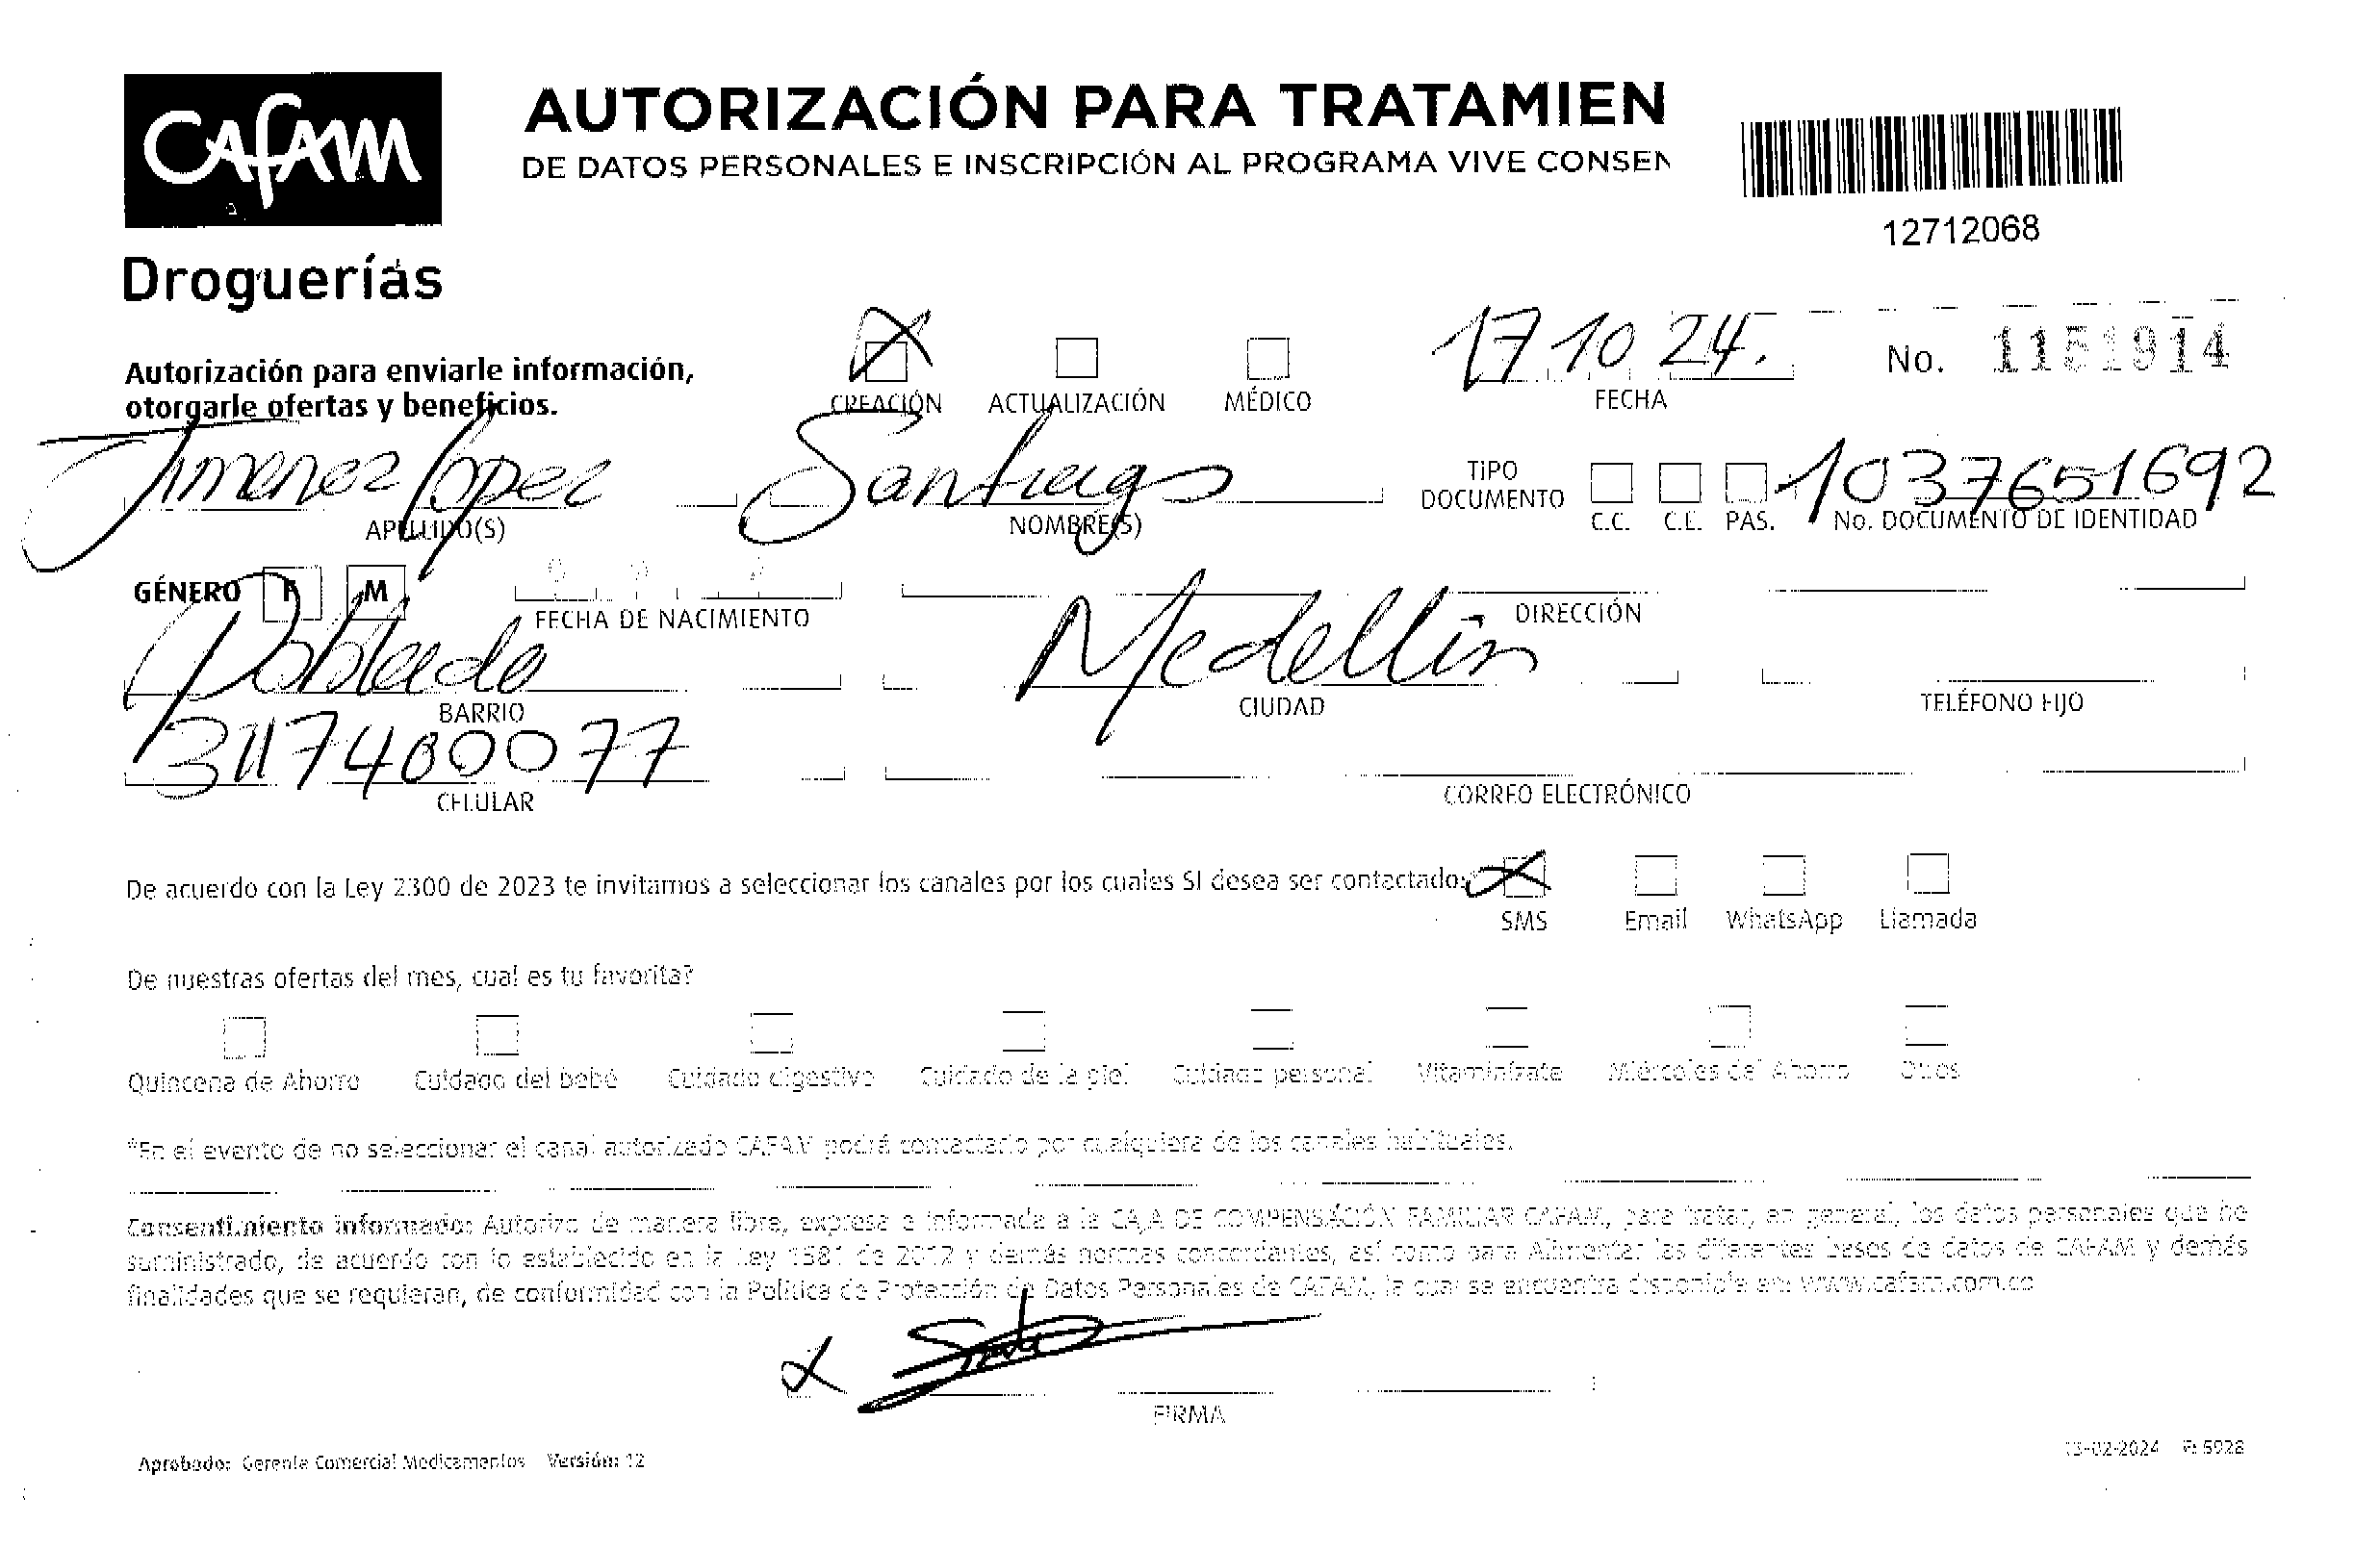 CAFAM
Droguerías
AUTORIZACIÓN PARA TRATAMIEN
DE DATOS PERSONALES E INSCRIPCIÓN AL PROGRAMA VIVE CONSEN
12712068
Autorización para enviarle información,
otorgarle ofertas y beneficios.
CREACIÓN ACTUALIZACIÓN MÉDICO
17 10 24.
FECHA
No. 1151914
Jimenez Lopez Santiago
APELLIDO(S) NOMBRE(S)
TIPO
DOCUMENTO
C.C. C.E. PAS.
1037651692
No. DOCUMENTO DE IDENTIDAD
GÉNERO F M
FECHA DE NACIMIENTO
DIRECCIÓN
Poblado Medellin
BARRIO CIUDAD TELÉFONO FIJO
3117400077
CELULAR CORREO ELECTRÓNICO
De acuerdo con la Ley 2300 de 2023 te invitamos a seleccionar los canales por los cuales SI desea ser contactado:
SMS Email WhatsApp Llamada
De nuestras ofertas del mes, cual es tu favorita?
Quincena de Ahorro Cuidado del bebé Cuidado digestivo Cuidado de la piel Cuidado personal Vitamínizate Miércoles del Ahorro Otros
*En el evento de no seleccionar el canal autorizado CAFAM podrá contactarlo por cualquiera de los canales habituales.
Consentimiento informado: Autorizo de manera libre, expresa e informada a la CAJA DE COMPENSACIÓN FAMILIAR CAFAM, para tratar, en general, los datos personales que he
suministrado, de acuerdo con lo establecido en la Ley 1581 de 2012 y demás normas concordantes, así como para Alimentar las diferentes bases de datos de CAFAM y demás
finalidades que se requieran, de conformidad con la Política de Protección de Datos Personales de CAFAM, la cual se encuentra disponible en: www.cafam.com.co
FIRMA
Aprobado: Gerente Comercial Medicamentos Versión: 12
13-02-2024 F: 5928